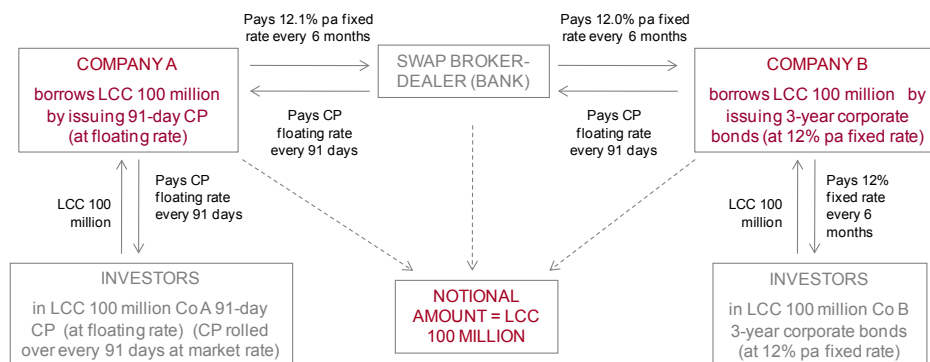 Pays 12.1% pa fixed
rate every 6 months
Pays 12.0% pa fixed
rate every 6 months
COMPANY A
borrows LCC 100 million
by issuing 91-day CP
(at floating rate)
SWAP BROKER-
DEALER (BANK)
COMPANY B
borrows LCC 100 million by
issuing 3-year corporate
bonds (at 12% pa fixed rate)
Pays CP
floating rate
every 91 days
Pays CP
floating rate
every 91 days
LCC 100
million
Pays CP
floating rate
every 91 days
LCC 100
million
Pays 12%
fixed rate
every 6
months
INVESTORS
in LCC 100 million Co A 91-day
CP (at floating rate) (CP rolled
over every 91 days at market rate)
NOTIONAL
AMOUNT = LCC
100 MILLION
INVESTORS
in LCC 100 million Co B
3-year corporate bonds
(at 12% pa fixed rate)